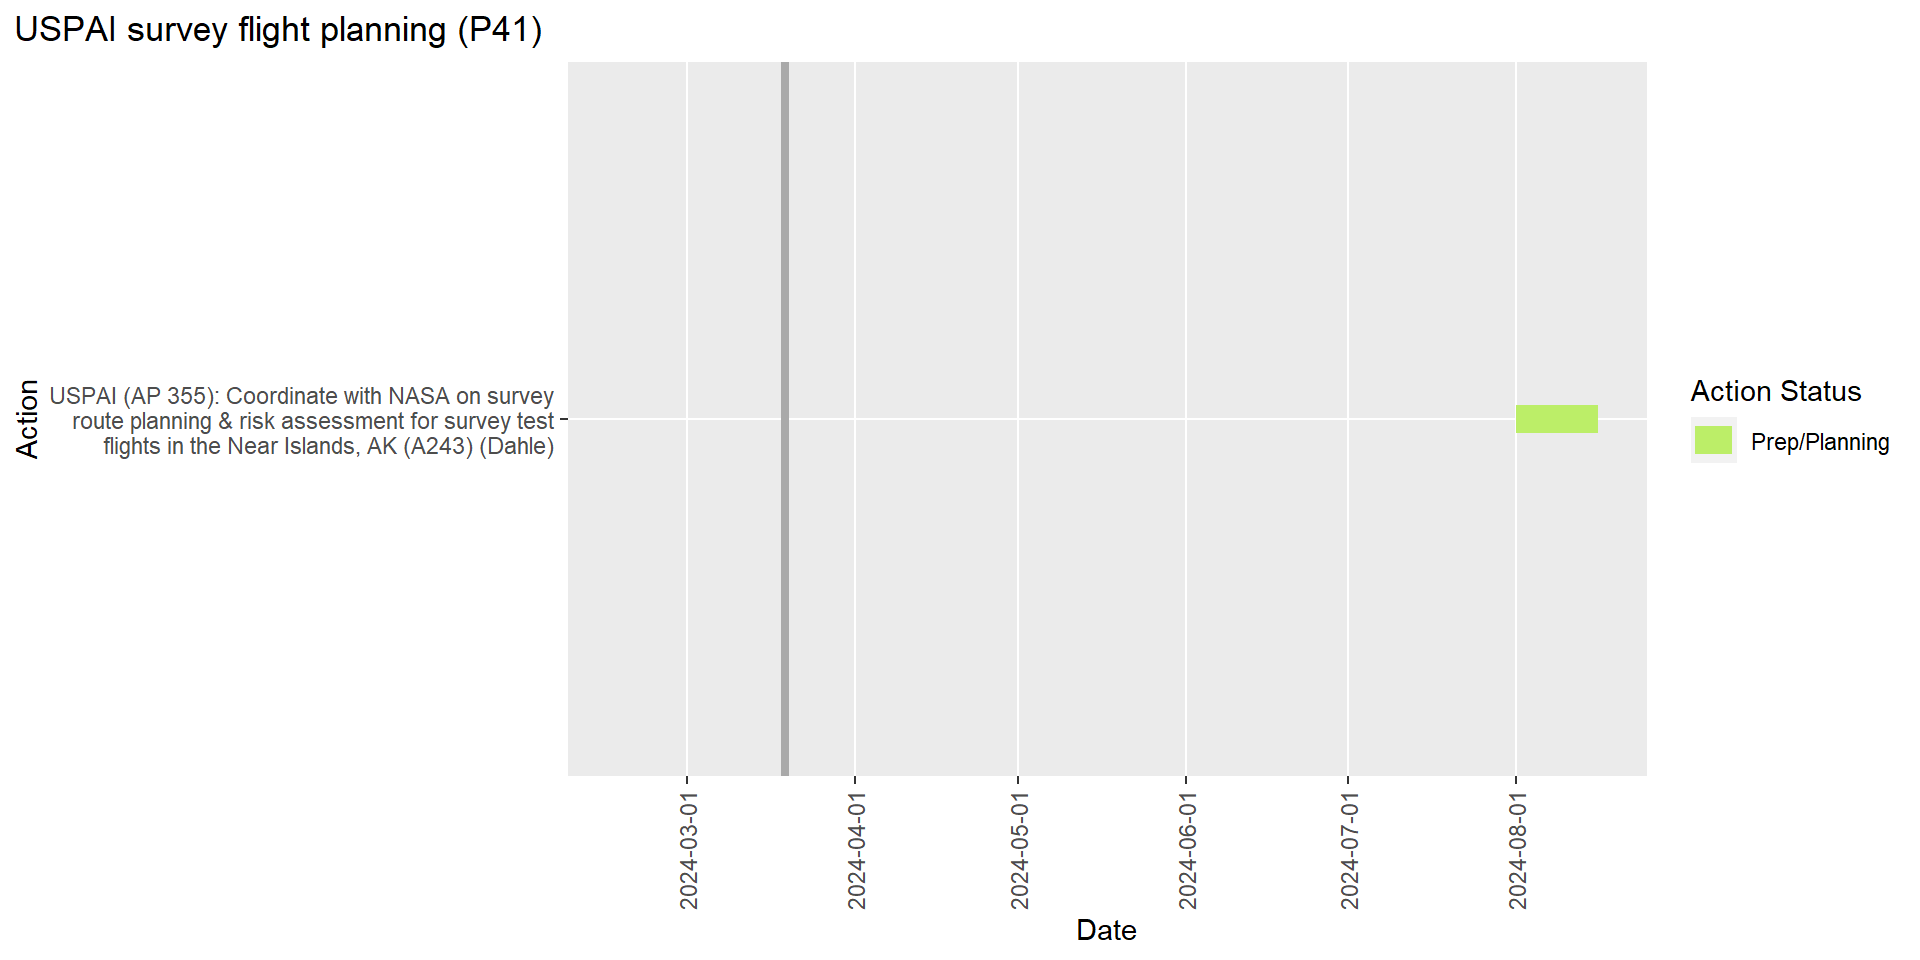 USPAI survey flight planning (P41)
Action
USPAI (AP 355): Coordinate with NASA on survey
route planning & risk assessment for survey test
flights in the Near Islands, AK (A243) (Dahle)
Action Status
Prep/Planning
2024-03-01
2024-04-01
2024-05-01
2024-06-01
2024-07-01
2024-08-01
Date